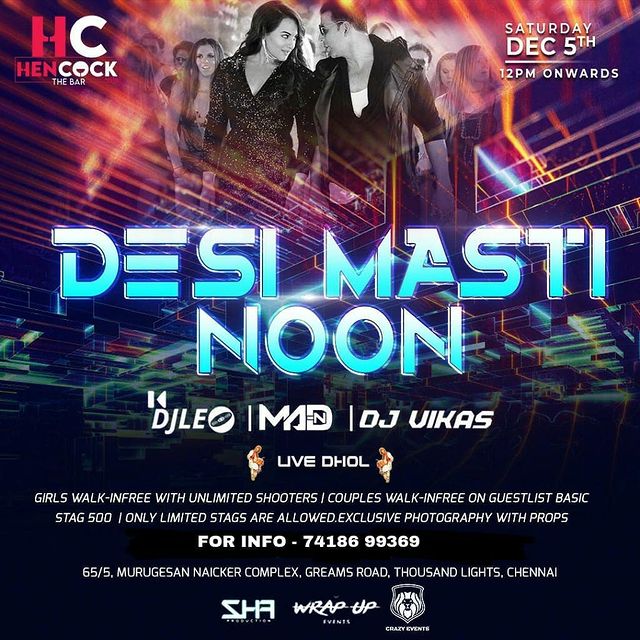 HC
HENCOCK
THE BAR
SATURDAY
DEC 5TH
12PM ONWARDS
DESI MASTI
NOON
DJLEO | MADEN | DJ VIKAS
LIVE DHOL
GIRLS WALK-INFREE WITH UNLIMITED SHOOTERS | COUPLES WALK-INFREE ON GUESTLIST BASIC
STAG 500 | ONLY LIMITED STAGS ARE ALLOWED.EXCLUSIVE PHOTOGRAPHY WITH PROPS
FOR INFO - 74186 99369
65/5, MURUGESAN NAICKER COMPLEX, GREAMS ROAD, THOUSAND LIGHTS, CHENNAI
SHA
PRODUCTION
WRAP UP
EVENTS
CRAZY EVENTS